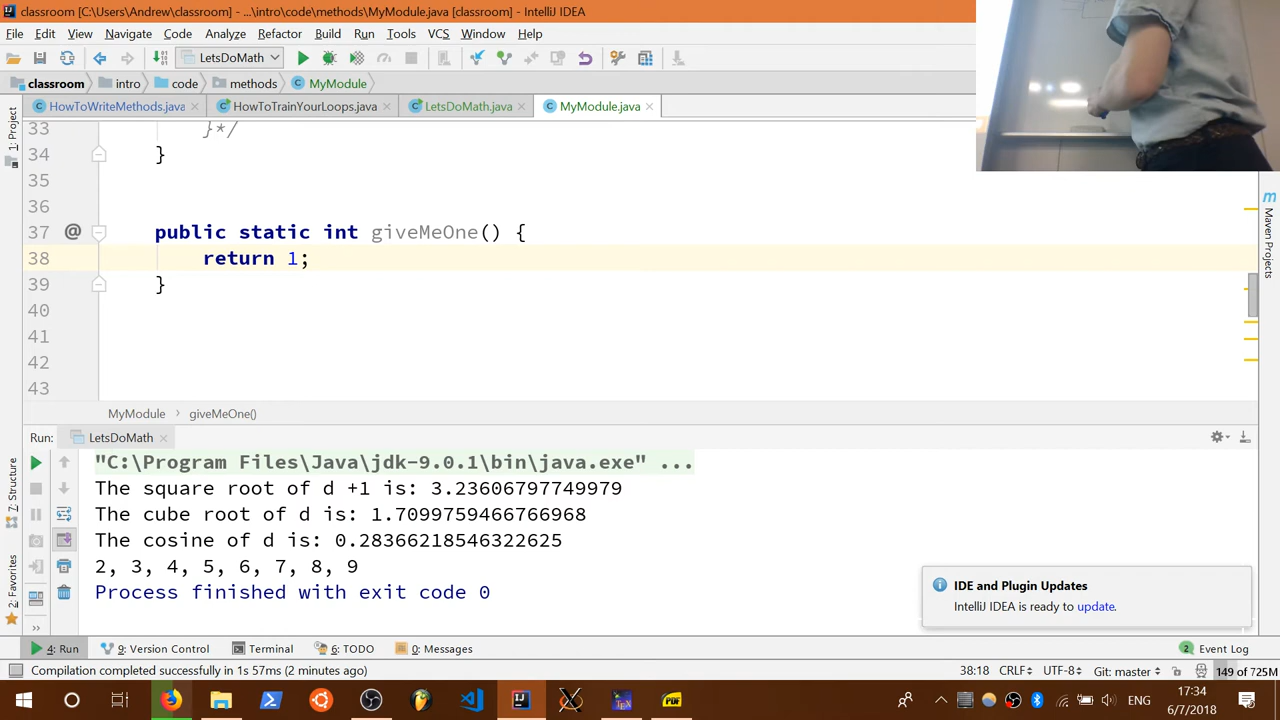 classroom [C:\Users\Andrew\classroom] - ...\intro\code\methods\MyModule.java [classroom] - IntelliJ IDEA
File Edit View Navigate Code Analyze Refactor Build Run Tools VCS Window Help
LetsDoMath
classroom intro code methods MyModule.java
HowToWriteMethods.java HowToTrainYourLoops.java LetsDoMath.java MyModule.java
1: Project
Maven Projects
33 }*/
34 }
35
36
37 @ public static int giveMeOne() {
38 return 1;
39 }
40
41
42
43
MyModule giveMeOne()
Run: LetsDoMath
7: Structure
2: Favorites
"C:\Program Files\Java\jdk-9.0.1\bin\java.exe" ...
The square root of d +1 is: 3.23606797749979
The cube root of d is: 1.7099759466766968
The cosine of d is: 0.28366218546322625
2, 3, 4, 5, 6, 7, 8, 9
Process finished with exit code 0
IDE and Plugin Updates
IntelliJ IDEA is ready to update.
4: Run 9: Version Control Terminal 6: TODO 0: Messages 2 Event Log
Compilation completed successfully in 1s 57ms (2 minutes ago) 38:18 CRLF UTF-8 Git: master 149 of 725M
ENG 17:34
6/7/2018